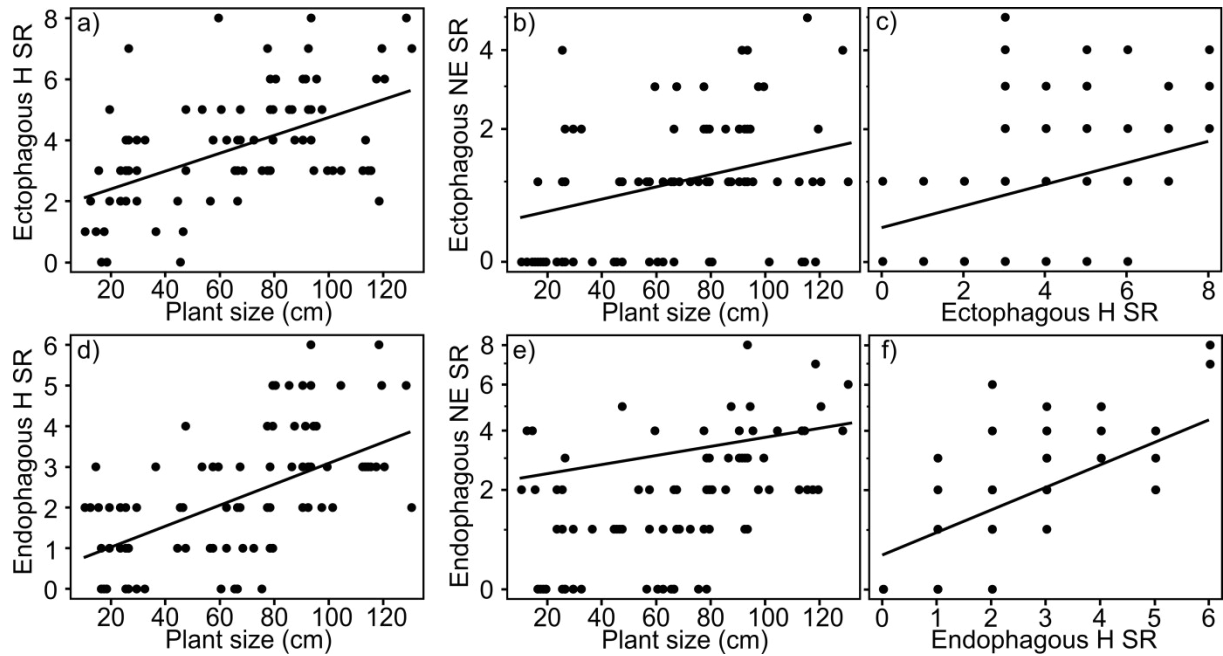 a)
Ectophagous H SR
8
6
4
2
0
20 40 60 80 100 120
Plant size (cm)
b)
Ectophagous NE SR
4
2
1
0
20 40 60 80 100 120
Plant size (cm)
c)
0 2 4 6 8
Ectophagous H SR
d)
Endophagous H SR
6
5
4
3
2
1
0
20 40 60 80 100 120
Plant size (cm)
e)
Endophagous NE SR
8
6
4
2
1
0
20 40 60 80 100 120
Plant size (cm)
f)
0 1 2 3 4 5 6
Endophagous H SR